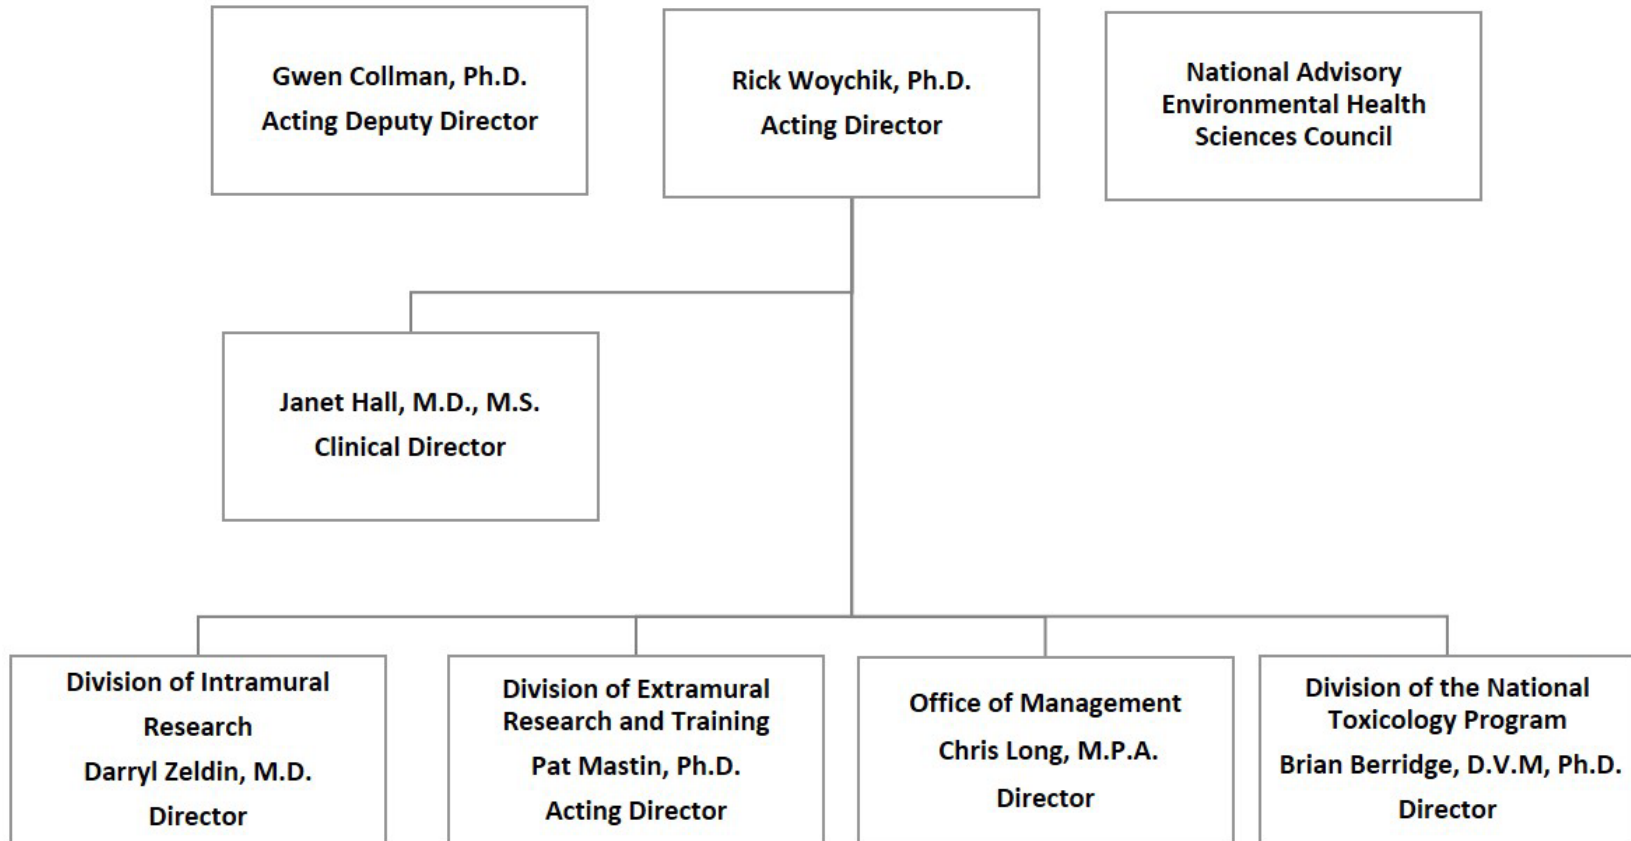 Gwen Collman, Ph.D.
Acting Deputy Director
Rick Woychik, Ph.D.
Acting Director
National Advisory
Environmental Health
Sciences Council
Janet Hall, M.D., M.S.
Clinical Director
Division of Intramural
Research
Darryl Zeldin, M.D.
Director
Division of Extramural
Research and Training
Pat Mastin, Ph.D.
Acting Director
Office of Management
Chris Long, M.P.A.
Director
Division of the National
Toxicology Program
Brian Berridge, D.V.M, Ph.D.
Director